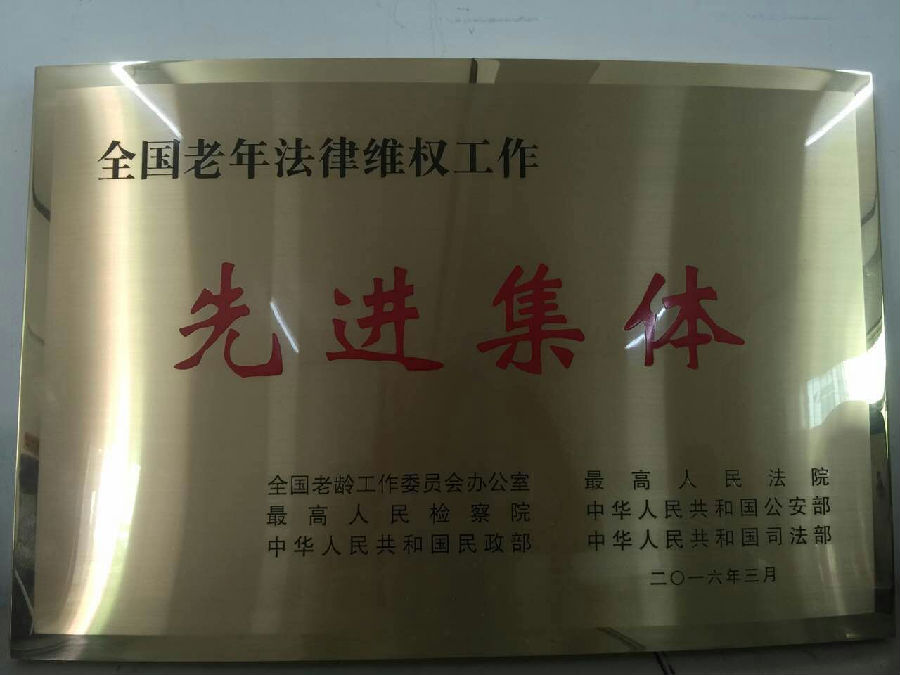 全国老年法律维权工作
先进集体
全国老龄工作委员会办公室
最高人民法院
最高人民检察院
中华人民共和国公安部
中华人民共和国民政部
中华人民共和国司法部
二〇一六年三月